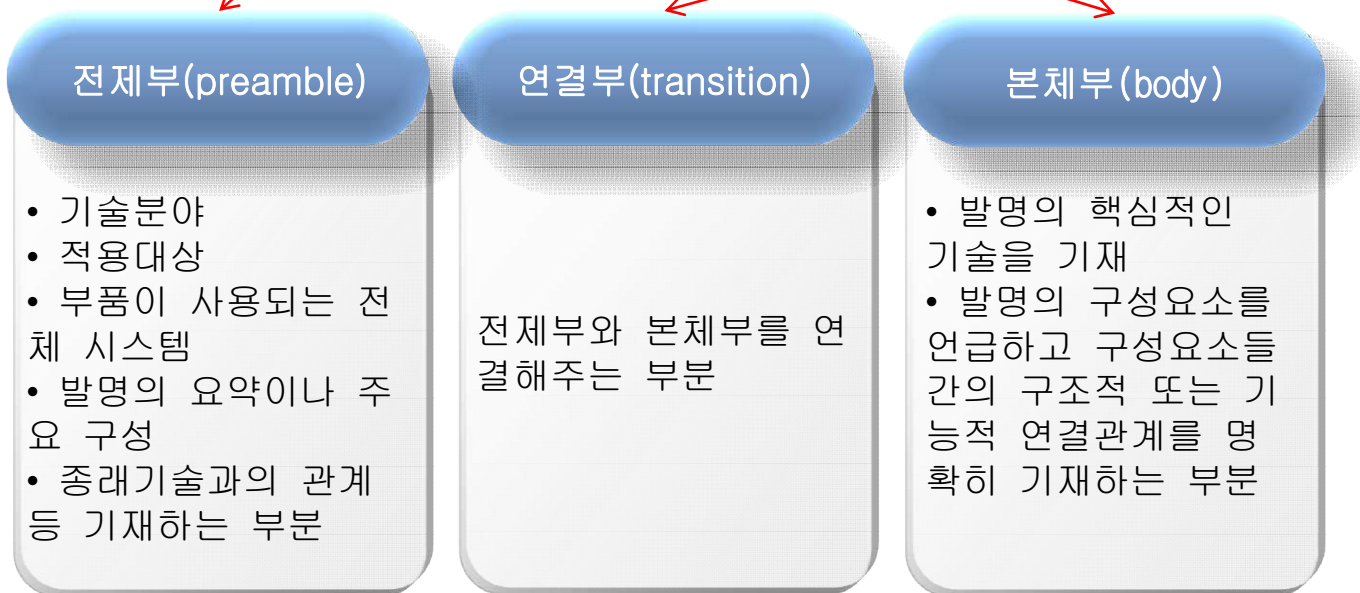 전제부(preamble)
• 기술분야
• 적용대상
• 부품이 사용되는 전
체 시스템
• 발명의 요약이나 주
요 구성
• 종래기술과의 관계
등 기재하는 부분
연결부(transition)
전제부와 본체부를 연
결해주는 부분
본체부(body)
• 발명의 핵심적인
기술을 기재
• 발명의 구성요소를
언급하고 구성요소들
간의 구조적 또는 기
능적 연결관계를 명
확히 기재하는 부분